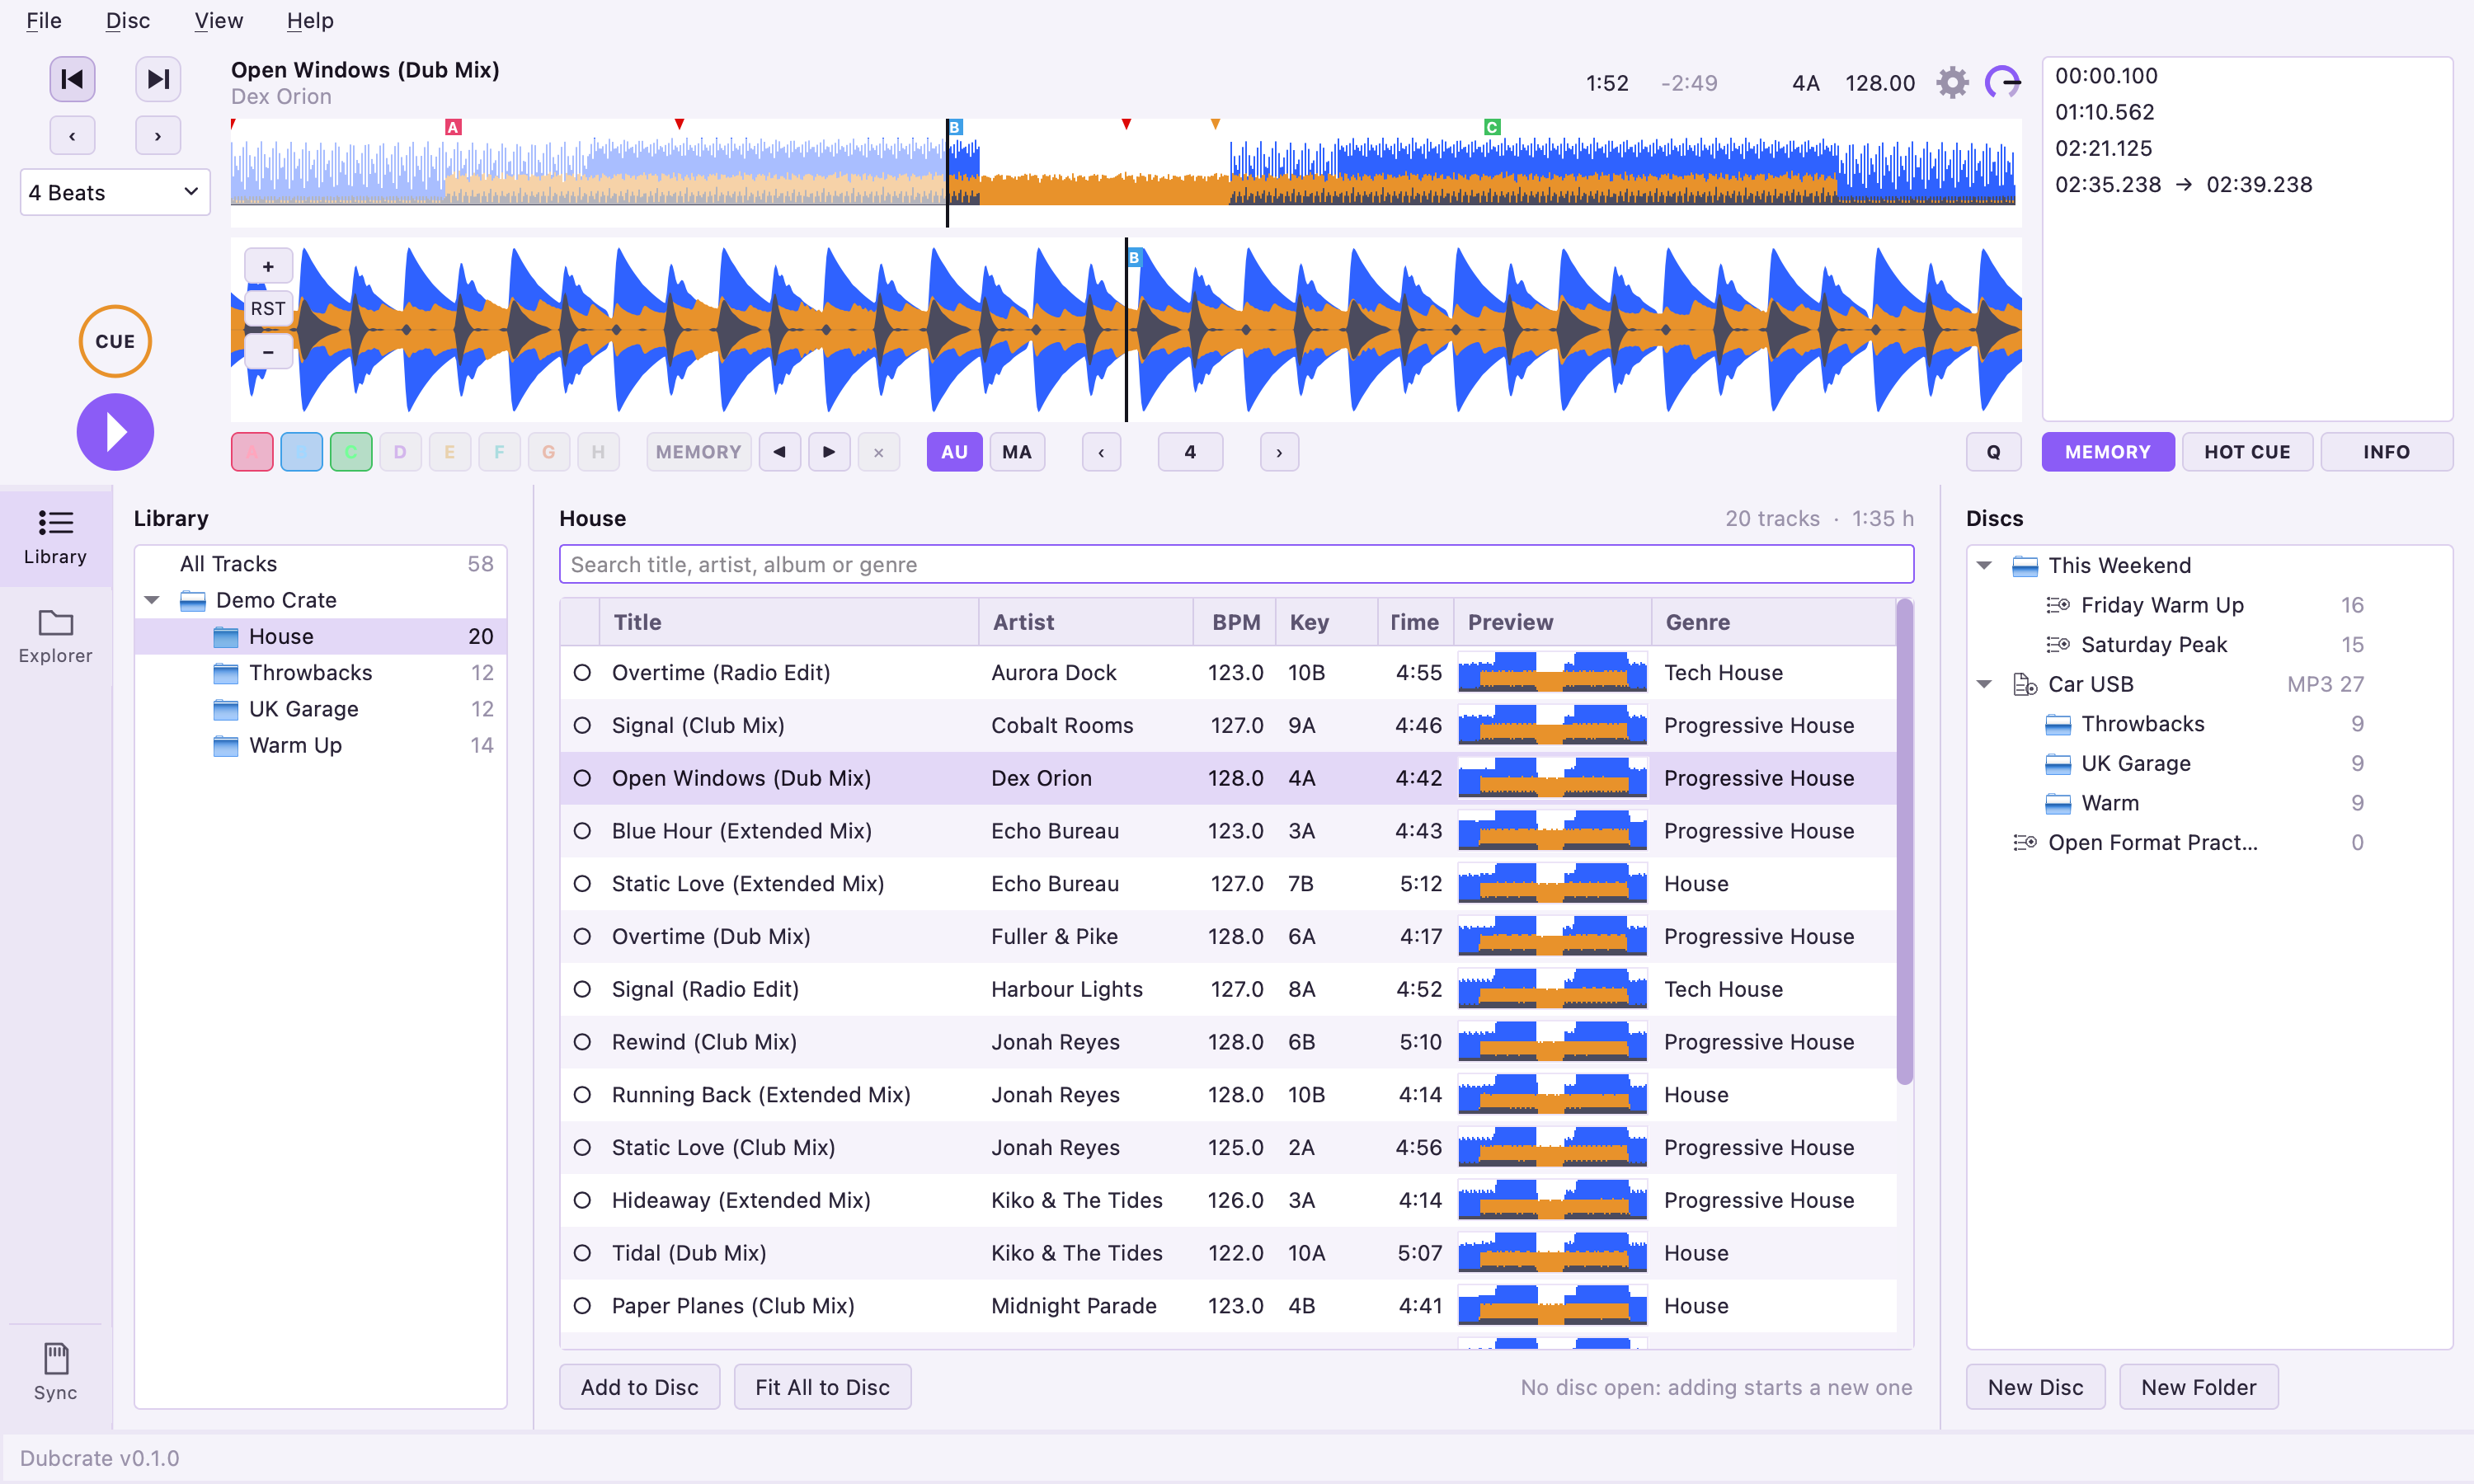 File Disc View Help
Open Windows (Dub Mix)
Dex Orion
1:52 -2:49 4A 128.00
4 Beats
A B C
+
RST
−
B
CUE
A B C D E F G H MEMORY × AU MA ‹ 4 › Q
00:00.100
01:10.562
02:21.125
02:35.238 → 02:39.238
MEMORY HOT CUE INFO
Library
Explorer
Sync
Library
All Tracks 58
Demo Crate
House 20
Throwbacks 12
UK Garage 12
Warm Up 14
House 20 tracks · 1:35 h
Search title, artist, album or genre
Title Artist BPM Key Time Preview Genre
Overtime (Radio Edit) Aurora Dock 123.0 10B 4:55 Tech House
Signal (Club Mix) Cobalt Rooms 127.0 9A 4:46 Progressive House
Open Windows (Dub Mix) Dex Orion 128.0 4A 4:42 Progressive House
Blue Hour (Extended Mix) Echo Bureau 123.0 3A 4:43 Progressive House
Static Love (Extended Mix) Echo Bureau 127.0 7B 5:12 House
Overtime (Dub Mix) Fuller & Pike 128.0 6A 4:17 Progressive House
Signal (Radio Edit) Harbour Lights 127.0 8A 4:52 Tech House
Rewind (Club Mix) Jonah Reyes 128.0 6B 5:10 Progressive House
Running Back (Extended Mix) Jonah Reyes 128.0 10B 4:14 House
Static Love (Club Mix) Jonah Reyes 125.0 2A 4:56 Progressive House
Hideaway (Extended Mix) Kiko & The Tides 126.0 3A 4:14 Progressive House
Tidal (Dub Mix) Kiko & The Tides 122.0 10A 5:07 House
Paper Planes (Club Mix) Midnight Parade 123.0 4B 4:41 House
Add to Disc Fit All to Disc No disc open: adding starts a new one
Discs
This Weekend
Friday Warm Up 16
Saturday Peak 15
Car USB MP3 27
Throwbacks 9
UK Garage 9
Warm 9
Open Format Pract... 0
New Disc New Folder
Dubcrate v0.1.0